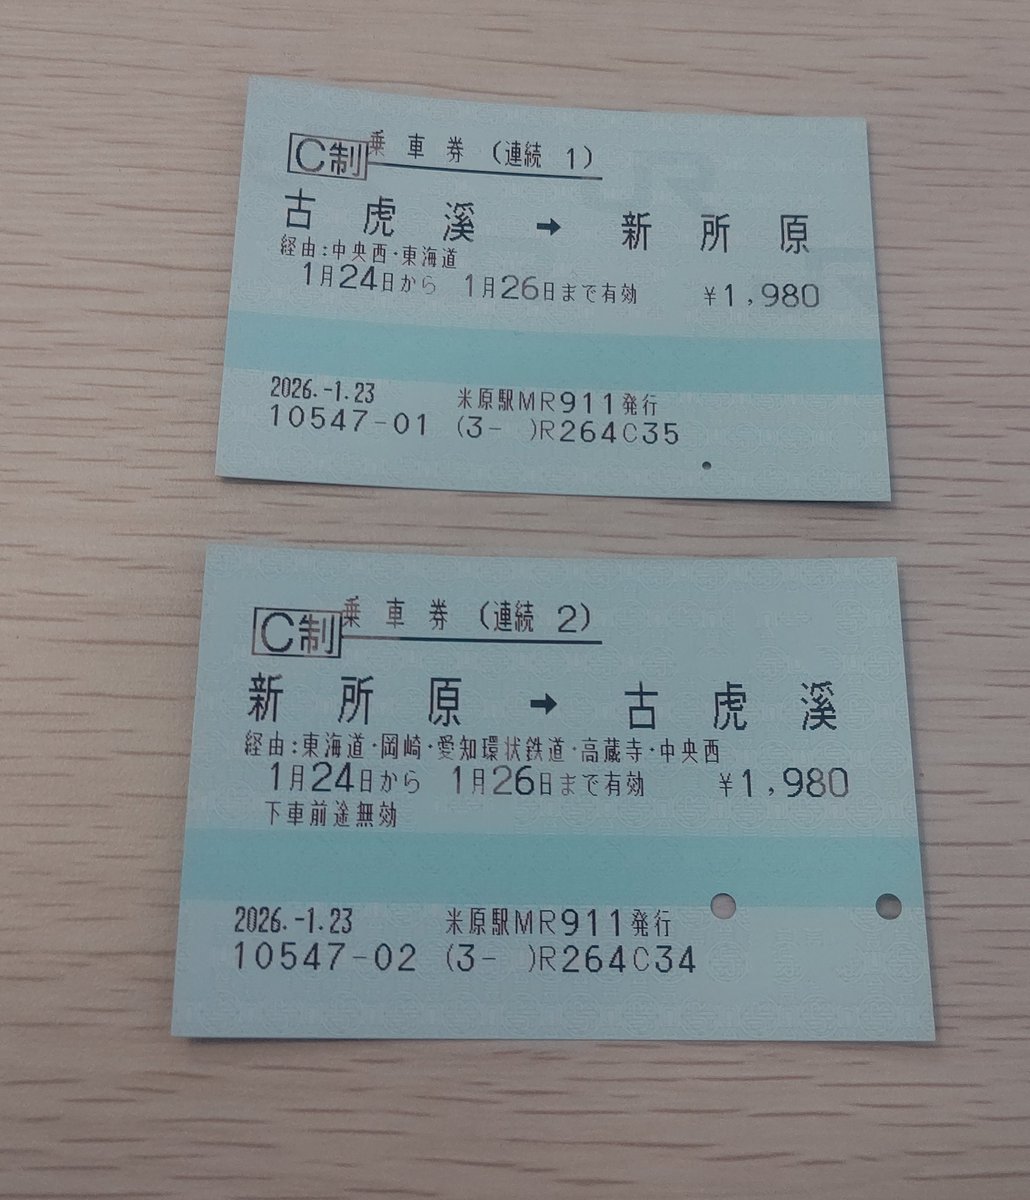 C制 乗車券 (連続 1)
古虎溪 → 新所原
経由:中央西・東海道
1月24日から 1月26日まで有効 ¥1,980
2026.-1.23 米原駅MR911発行
10547-01 (3- )R264C35
C制 乗車券 (連続 2)
新所原 → 古虎溪
経由:東海道・岡崎・愛知環状鉄道・高蔵寺・中央西
1月24日から 1月26日まで有効 ¥1,980
下車前途無効
2026.-1.23 米原駅MR911発行
10547-02 (3- )R264C34